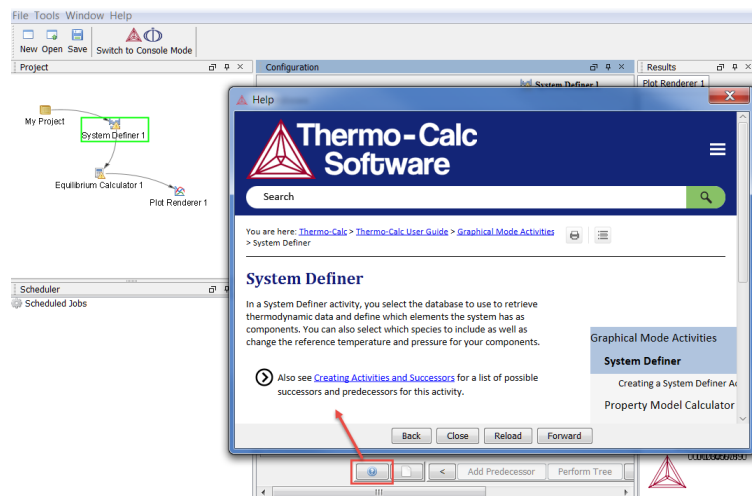 File Tools Window Help
New Open Save Switch to Console Mode
Project
Configuration
Results
System Definer 1
Plot Renderer 1
My Project
System Definer 1
Equilibrium Calculator 1
Plot Renderer 1
Scheduler
Scheduled Jobs
Help
Thermo-Calc
Software
Search
You are here: Thermo-Calc > Thermo-Calc User Guide > Graphical Mode Activities
> System Definer
System Definer
In a System Definer activity, you select the database to use to retrieve
thermodynamic data and define which elements the system has as
components. You can also select which species to include as well as
change the reference temperature and pressure for your components.
Also see Creating Activities and Successors for a list of possible
successors and predecessors for this activity.
Graphical Mode Activities
System Definer
Creating a System Definer Ac
Property Model Calculator
Back Close Reload Forward
< Add Predecessor Perform Tree